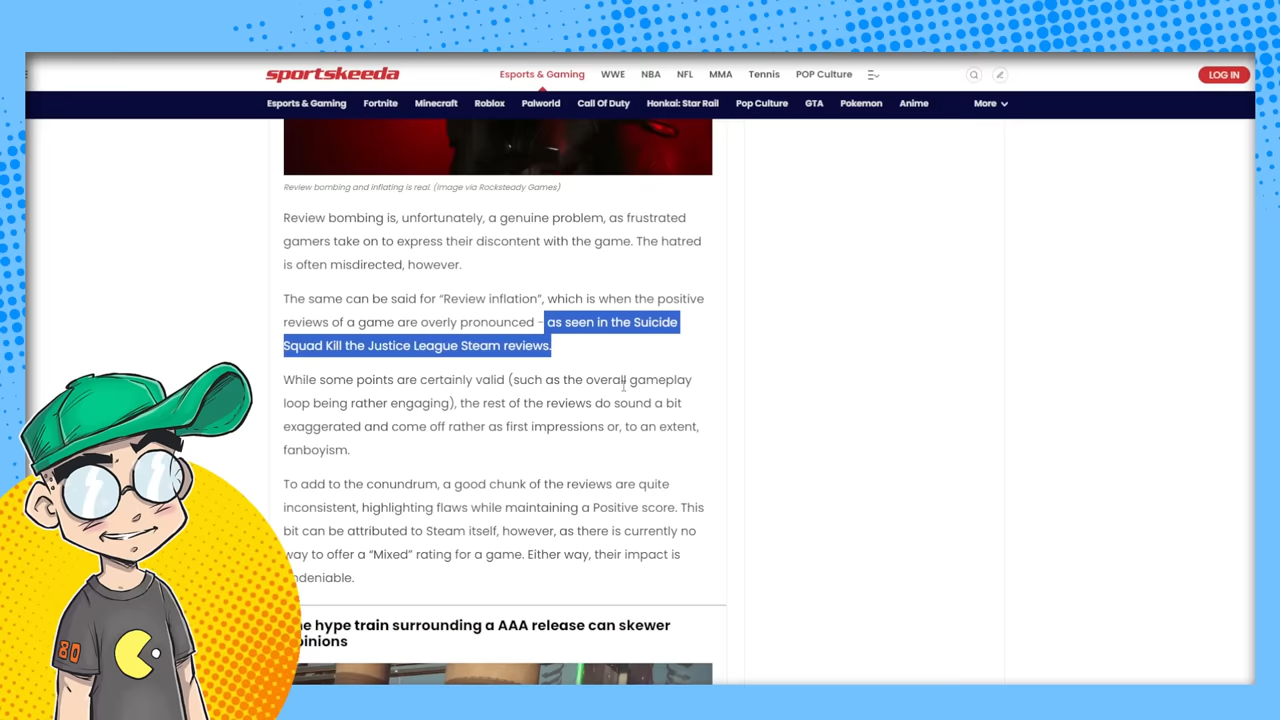 sportskeeda
Esports & Gaming WWE NBA NFL MMA Tennis POP Culture
LOG IN
Esports & Gaming Fortnite Minecraft Roblox Palworld Call Of Duty Honkai: Star Rail Pop Culture GTA Pokemon Anime More
Review bombing and inflating is real. (Image via Rocksteady Games)
Review bombing is, unfortunately, a genuine problem, as frustrated
gamers take on to express their discontent with the game. The hatred
is often misdirected, however.
The same can be said for “Review inflation”, which is when the positive
reviews of a game are overly pronounced - as seen in the Suicide
Squad Kill the Justice League Steam reviews.
While some points are certainly valid (such as the overall gameplay
loop being rather engaging), the rest of the reviews do sound a bit
exaggerated and come off rather as first impressions or, to an extent,
fanboyism.
To add to the conundrum, a good chunk of the reviews are quite
inconsistent, highlighting flaws while maintaining a Positive score. This
bit can be attributed to Steam itself, however, as there is currently no
way to offer a “Mixed” rating for a game. Either way, their impact is
ndeniable.
e hype train surrounding a AAA release can skewer
pinions
80